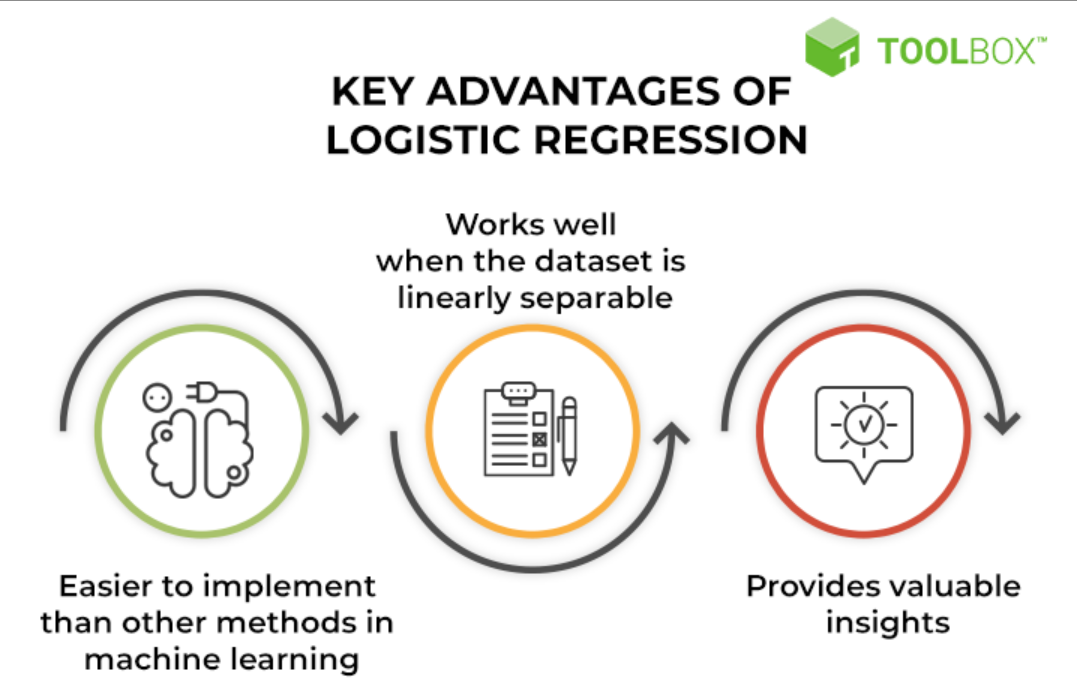 TOOLBOX™
KEY ADVANTAGES OF
LOGISTIC REGRESSION
Works well
when the dataset is
linearly separable
Easier to implement
than other methods in
machine learning
Provides valuable
insights